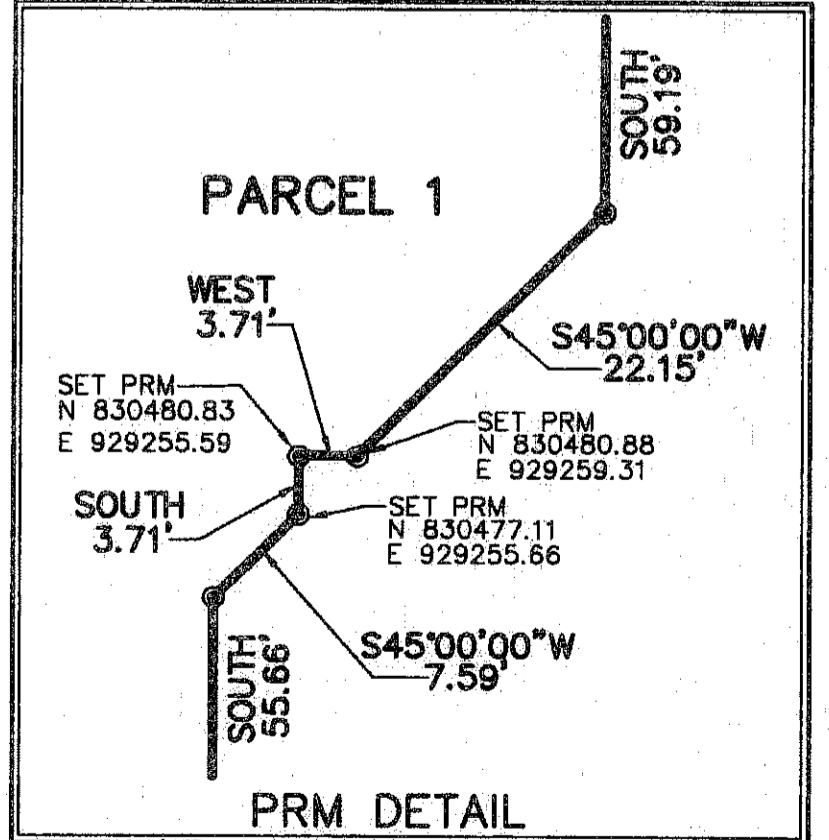 SOUTH
59.19'
PARCEL 1
WEST
3.71'
S45°00'00"W
22.15'
SET PRM
N 830480.83
E 929255.59
SET PRM
N 830480.88
E 929259.31
SOUTH
3.71'
SET PRM
N 830477.11
E 929255.66
S45°00'00"W
7.59'
SOUTH
55.66'
PRM DETAIL